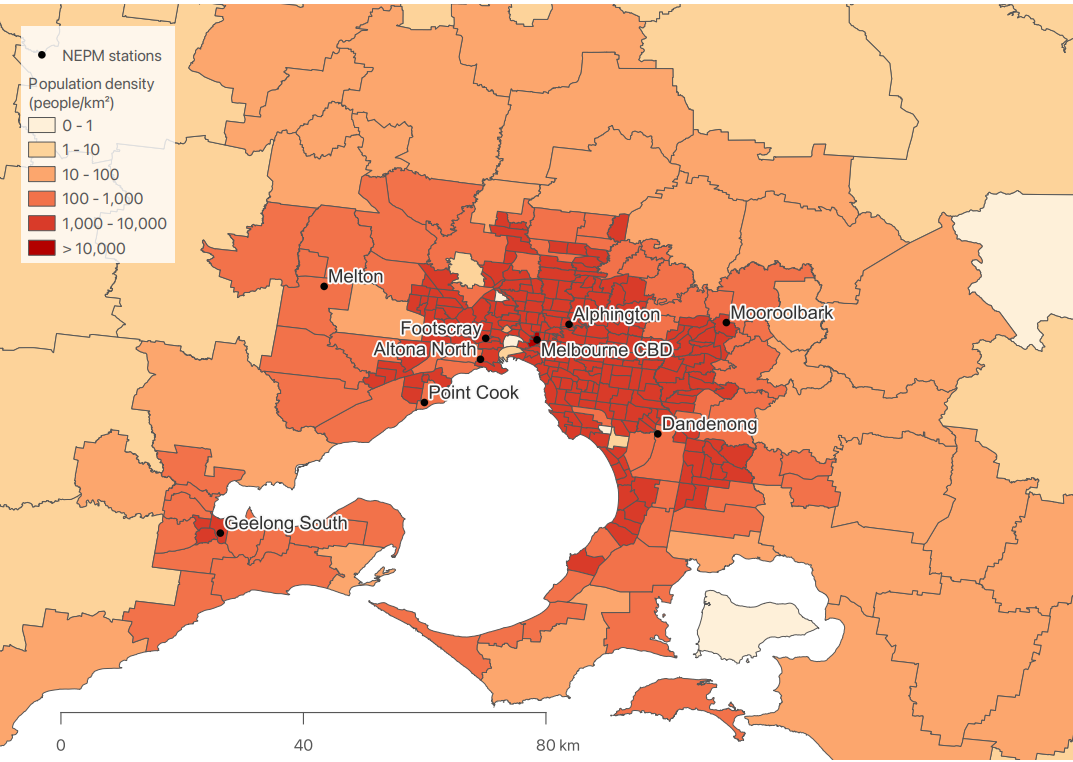 NEPM stations
Population density
(people/km²)
0 - 1
1 - 10
10 - 100
100 - 1,000
1,000 - 10,000
> 10,000
Melton
Alphington
Mooroolbark
Footscray
Altona North
Melbourne CBD
Point Cook
Dandenong
Geelong South
0
40
80 km